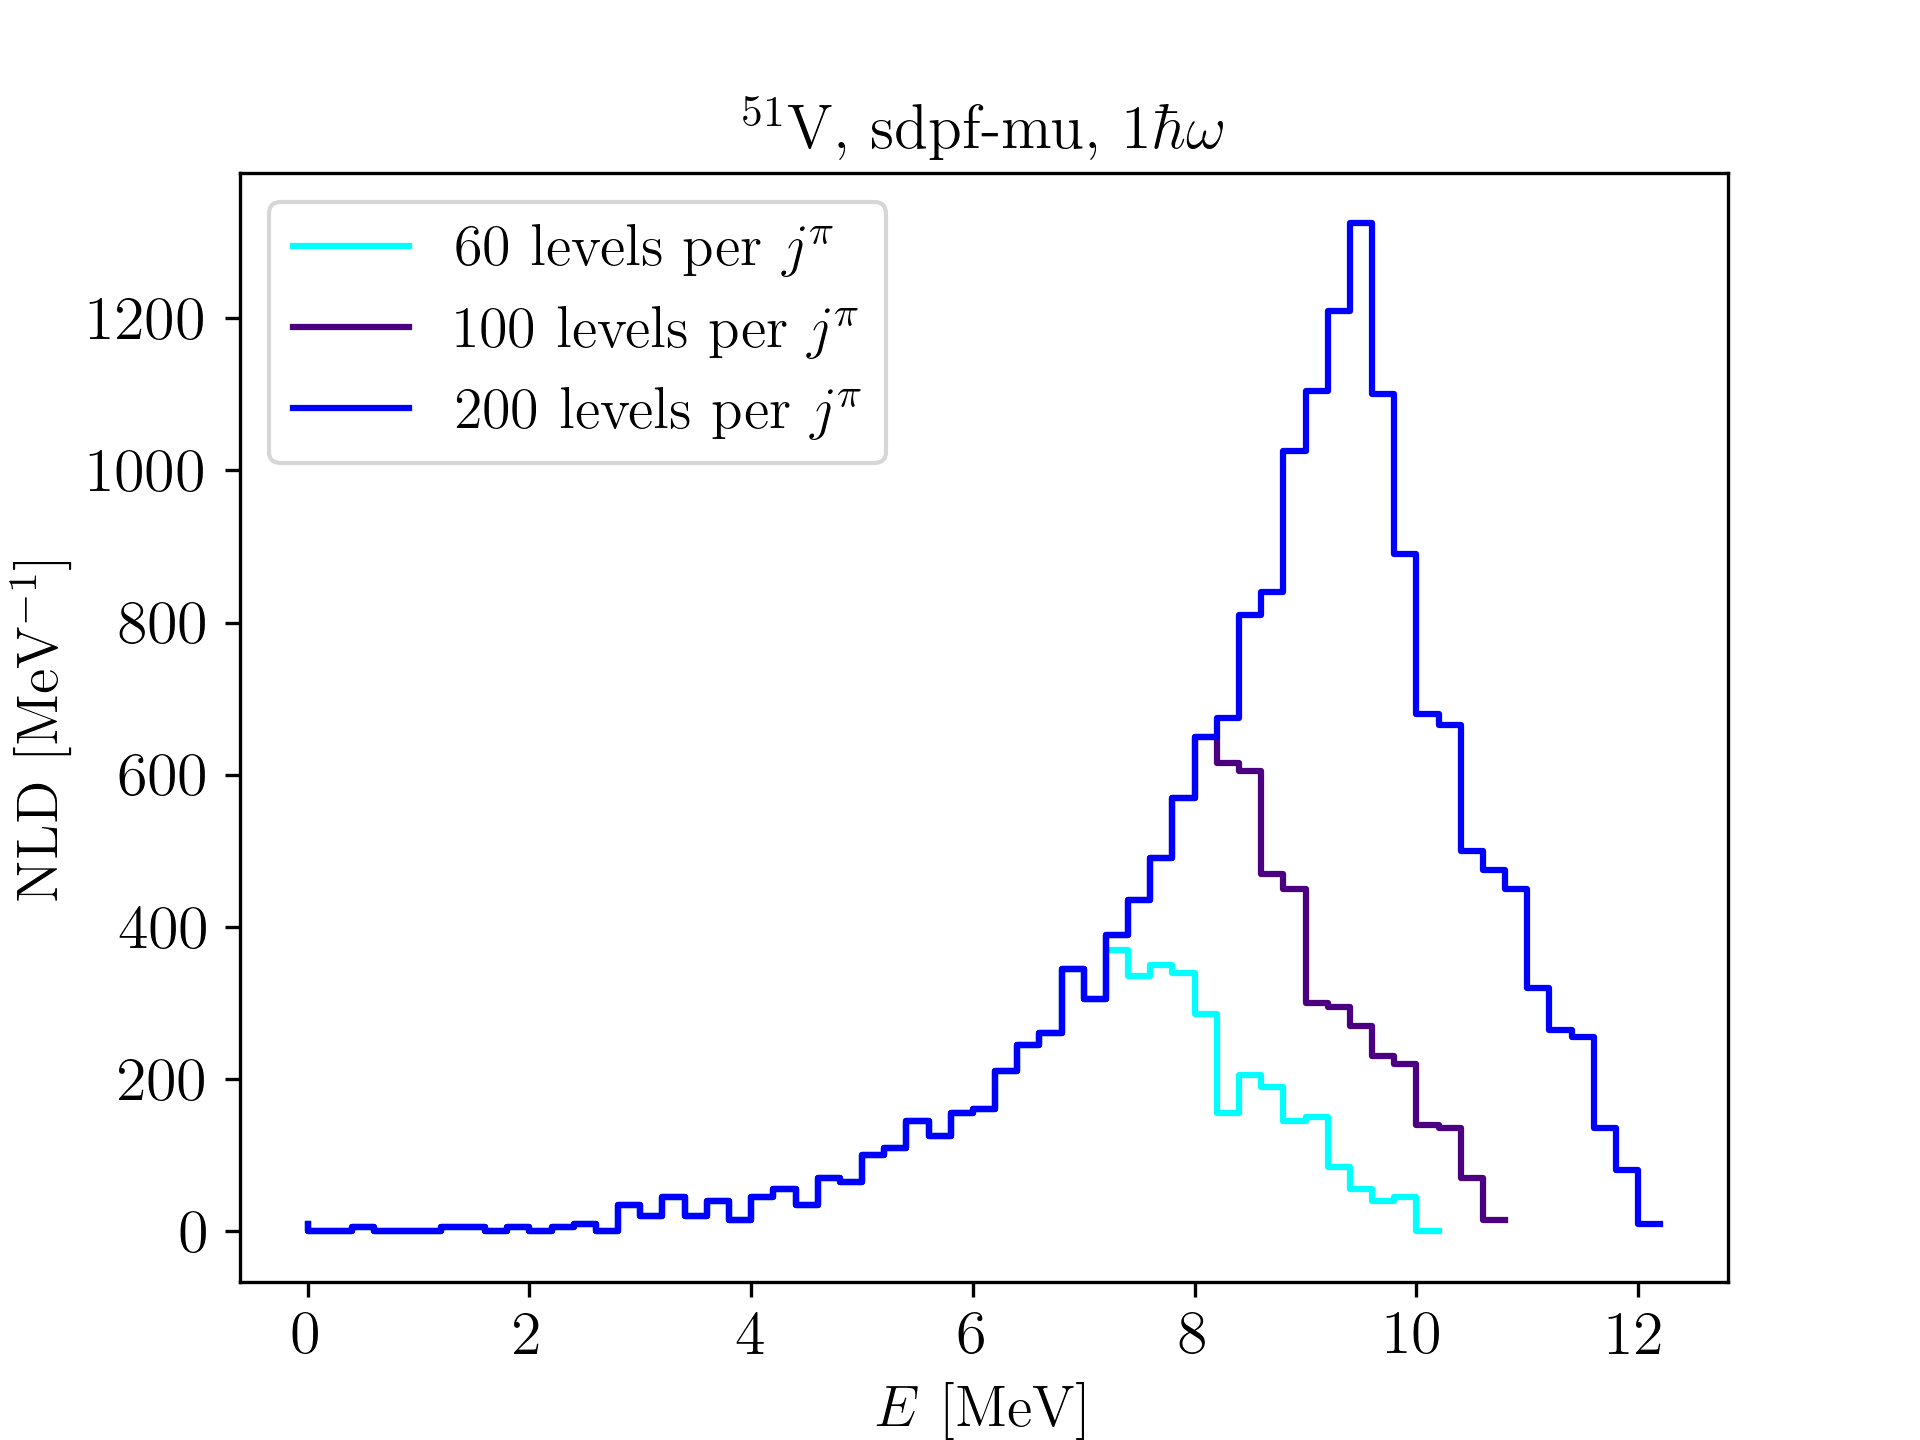 ⁵¹V, sdpf-mu, 1ℏω
60 levels per j^π
100 levels per j^π
200 levels per j^π
NLD [MeV⁻¹]
1200
1000
800
600
400
200
0
0 2 4 6 8 10 12
E [MeV]